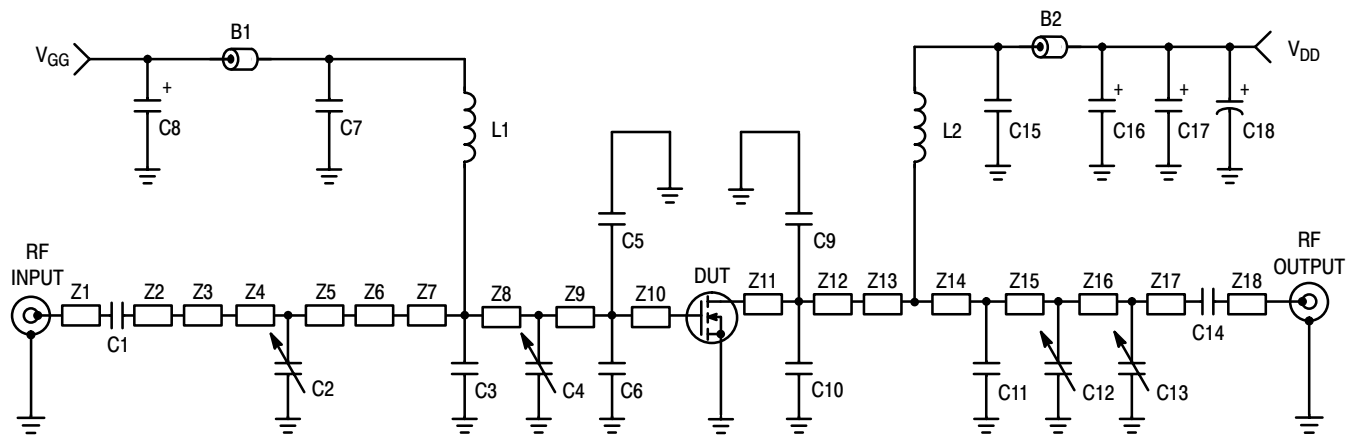 B1
B2
VGG
VDD
+
C8
C7
L1
L2
C15
+
C16
+
C17
+
C18
C5
C9
RF
INPUT
Z1
C1
Z2
Z3
Z4
Z5
Z6
Z7
Z8
Z9
Z10
DUT
Z11
Z12
Z13
Z14
Z15
Z16
Z17
C14
Z18
RF
OUTPUT
C2
C3
C4
C6
C10
C11
C12
C13